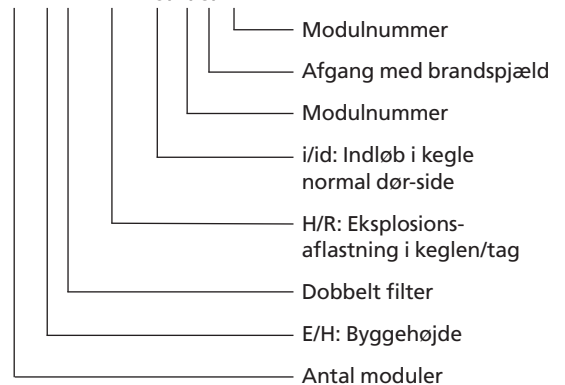 Modulnummer
Afgang med brandspjæld
Modulnummer
i/id: Indløb i kegle
normal dør-side
H/R: Eksplosions-
aflastning i keglen/tag
Dobbelt filter
E/H: Byggehøjde
Antal moduler